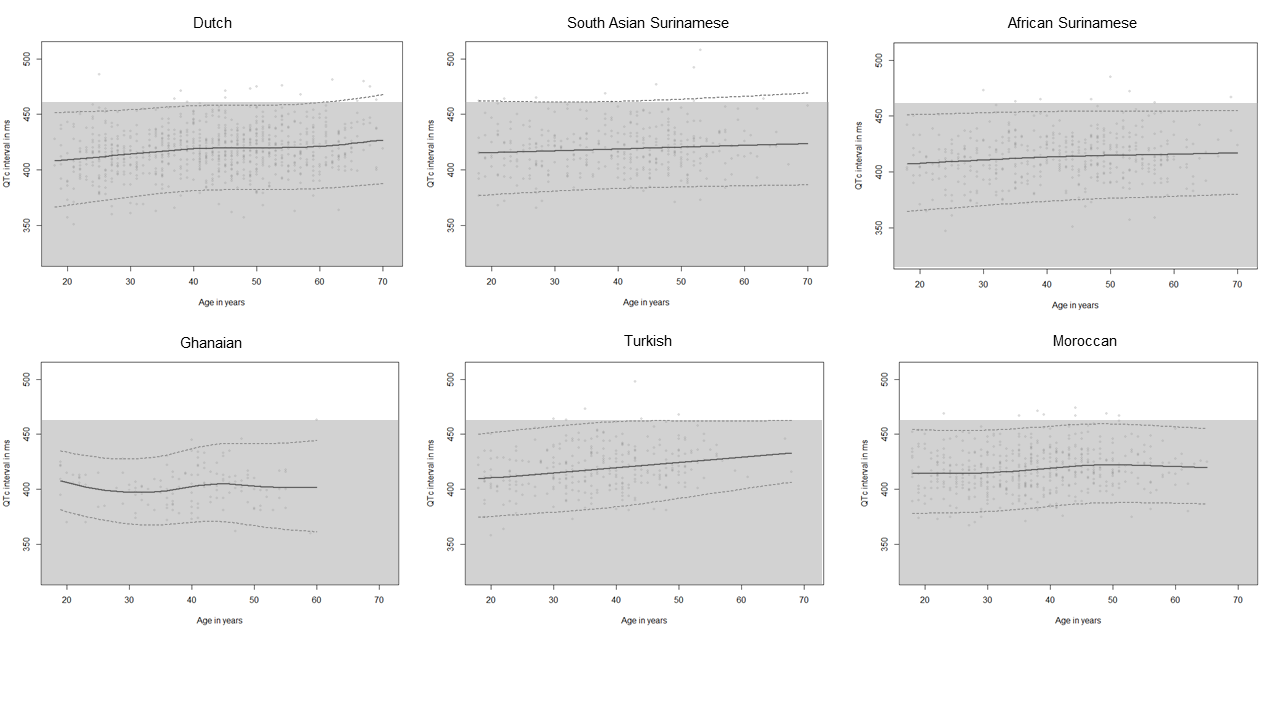 Dutch
South Asian Surinamese
African Surinamese
QTc interval in ms
500
450
400
350
20 30 40 50 60 70
Age in years
QTc interval in ms
500
450
400
350
20 30 40 50 60 70
Age in years
QTc interval in ms
500
450
400
350
20 30 40 50 60 70
Age in years
Ghanaian
Turkish
Moroccan
QTc interval in ms
500
450
400
350
20 30 40 50 60 70
Age in years
QTc interval in ms
500
450
400
350
20 30 40 50 60 70
Age in years
QTc interval in ms
500
450
400
350
20 30 40 50 60 70
Age in years